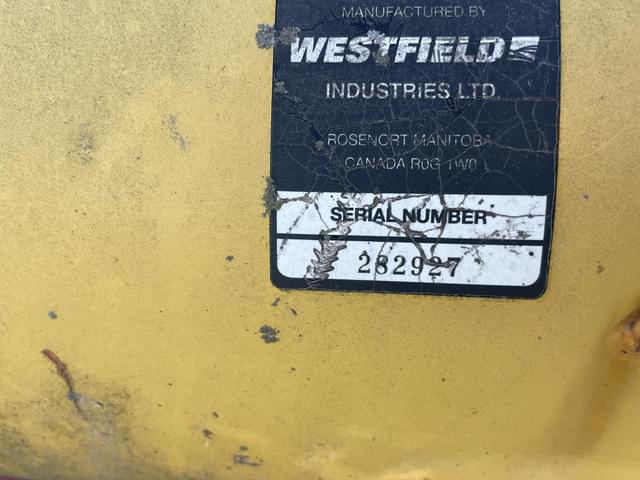 MANUFACTURED BY
WESTFIELD
INDUSTRIES LTD.
ROSENORT MANITOBA
CANADA R0G 1W0
SERIAL NUMBER
282927